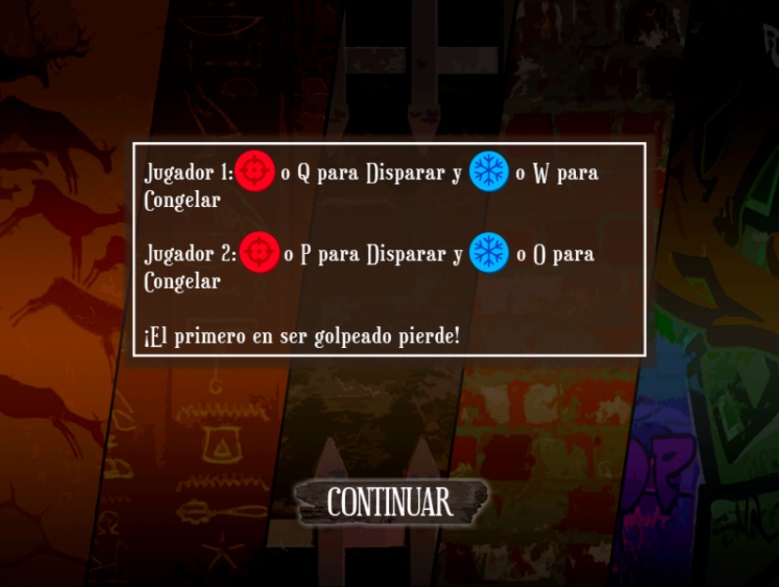 Jugador 1: o Q para Disparar y o W para
Congelar
Jugador 2: o P para Disparar y o O para
Congelar
¡El primero en ser golpeado pierde!
CONTINUAR